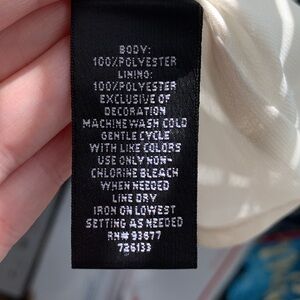 BODY:
100%POLYESTER
LINING:
100%POLYESTER
EXCLUSIVE OF
DECORATION
MACHINE WASH COLD
GENTLE CYCLE
WITH LIKE COLORS
USE ONLY NON-
CHLORINE BLEACH
WHEN NEEDED
LINE DRY
IRON ON LOWEST
SETTING AS NEEDED
RN# 93677
726133